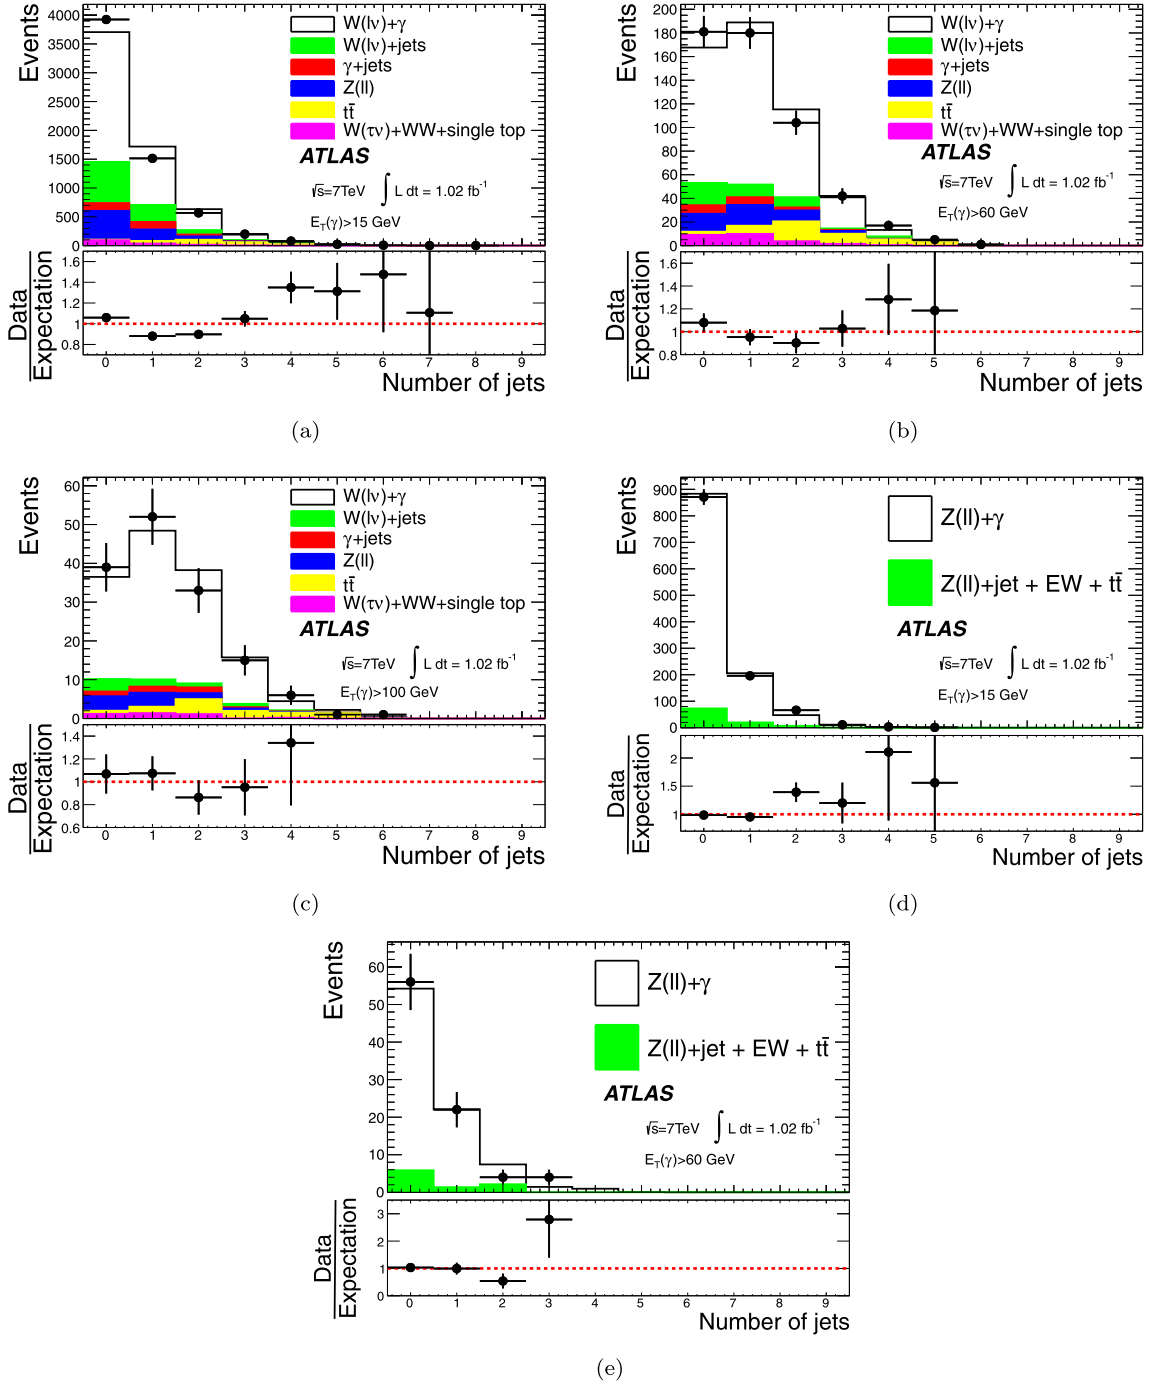 Events
4000
3500
3000
2500
2000
1500
1000
500
0
W(lν)+γ
W(lν)+jets
γ+jets
Z(ll)
tt̄
W(τν)+WW+single top
ATLAS
√s=7TeV ∫ L dt = 1.02 fb⁻¹
E_T(γ)>15 GeV
Data
Expectation
1.6
1.4
1.2
1
0.8
0 1 2 3 4 5 6 7 8 9
Number of jets
(a)
Events
200
180
160
140
120
100
80
60
40
20
0
W(lν)+γ
W(lν)+jets
γ+jets
Z(ll)
tt̄
W(τν)+WW+single top
ATLAS
√s=7TeV ∫ L dt = 1.02 fb⁻¹
E_T(γ)>60 GeV
Data
Expectation
1.6
1.4
1.2
1
0.8
0 1 2 3 4 5 6 7 8 9
Number of jets
(b)
Events
60
50
40
30
20
10
0
W(lν)+γ
W(lν)+jets
γ+jets
Z(ll)
tt̄
W(τν)+WW+single top
ATLAS
√s=7TeV ∫ L dt = 1.02 fb⁻¹
E_T(γ)>100 GeV
Data
Expectation
1.4
1.2
1
0.8
0.6
0 1 2 3 4 5 6 7 8 9
Number of jets
(c)
Events
900
800
700
600
500
400
300
200
100
0
Z(ll)+γ
Z(ll)+jet + EW + tt̄
ATLAS
√s=7TeV ∫ L dt = 1.02 fb⁻¹
E_T(γ)>15 GeV
Data
Expectation
2
1.5
1
0 1 2 3 4 5 6 7 8 9
Number of jets
(d)
Events
60
50
40
30
20
10
0
Z(ll)+γ
Z(ll)+jet + EW + tt̄
ATLAS
√s=7TeV ∫ L dt = 1.02 fb⁻¹
E_T(γ)>60 GeV
Data
Expectation
3
2
1
0
0 1 2 3 4 5 6 7 8 9
Number of jets
(e)